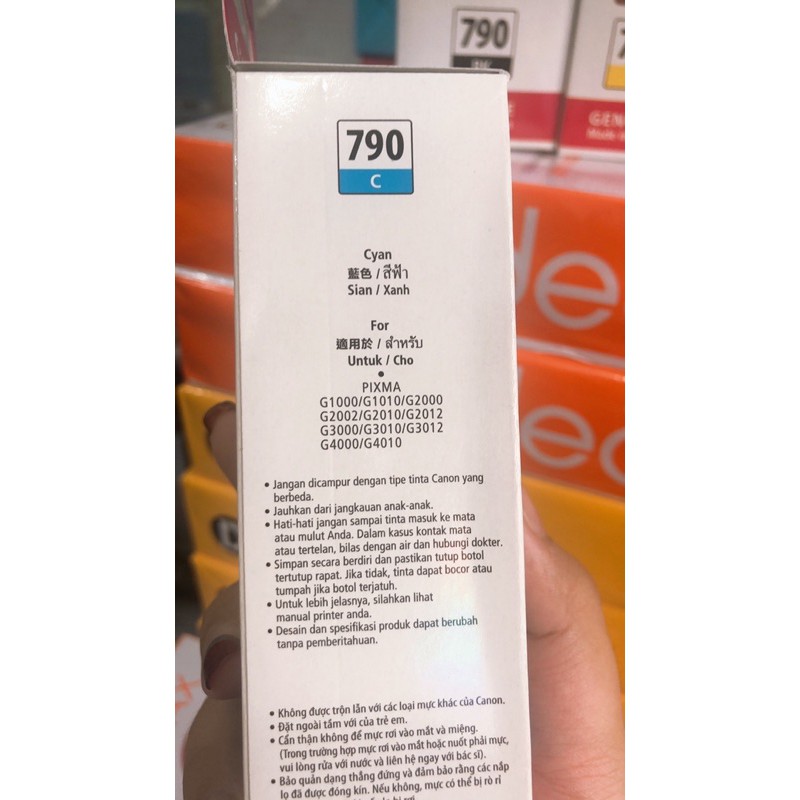 790
BK
GEN
Made
790
C
Cyan
藍色 / สีฟ้า
Sian / Xanh
For
適用於 / สำหรับ
Untuk / Cho
•
PIXMA
G1000/G1010/G2000
G2002/G2010/G2012
G3000/G3010/G3012
G4000/G4010
• Jangan dicampur dengan tipe tinta Canon yang
berbeda.
• Jauhkan dari jangkauan anak-anak.
• Hati-hati jangan sampai tinta masuk ke mata
atau mulut Anda. Dalam kasus kontak mata
atau tertelan, bilas dengan air dan hubungi dokter.
• Simpan secara berdiri dan pastikan tutup botol
tertutup rapat. Jika tidak, tinta dapat bocor atau
tumpah jika botol terjatuh.
• Untuk lebih jelasnya, silahkan lihat
manual printer anda.
• Desain dan spesifikasi produk dapat berubah
tanpa pemberitahuan.
• Không được trộn lẫn với các loại mực khác của Canon.
• Đặt ngoài tầm với của trẻ em.
• Cẩn thận không để mực rơi vào mắt và miệng.
(Trong trường hợp mực rơi vào mắt hoặc nuốt phải mực,
vui lòng rửa với nước và liên hệ ngay với bác sĩ).
• Bảo quản dạng thẳng đứng và đảm bảo rằng các nắp
lọ đã được đóng kín. Nếu không, mực có thể bị rò rỉ